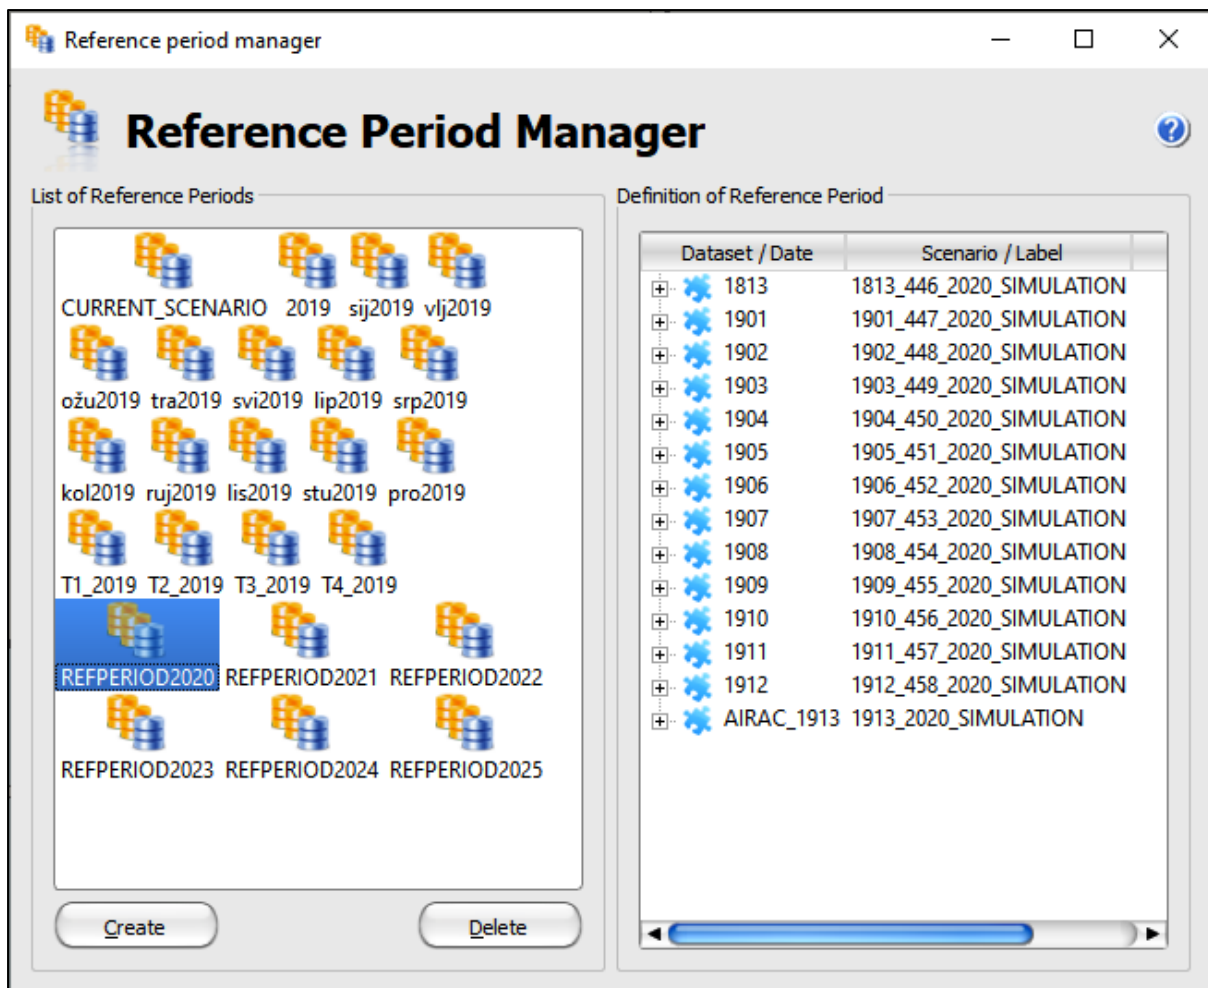 Reference period manager
Reference Period Manager
List of Reference Periods
CURRENT_SCENARIO 2019 sij2019 vlj2019
ožu2019 tra2019 svi2019 lip2019 srp2019
kol2019 ruj2019 lis2019 stu2019 pro2019
T1_2019 T2_2019 T3_2019 T4_2019
REFPERIOD2020 REFPERIOD2021 REFPERIOD2022
REFPERIOD2023 REFPERIOD2024 REFPERIOD2025
Create Delete
Definition of Reference Period
Dataset / Date Scenario / Label
1813 1813_446_2020_SIMULATION
1901 1901_447_2020_SIMULATION
1902 1902_448_2020_SIMULATION
1903 1903_449_2020_SIMULATION
1904 1904_450_2020_SIMULATION
1905 1905_451_2020_SIMULATION
1906 1906_452_2020_SIMULATION
1907 1907_453_2020_SIMULATION
1908 1908_454_2020_SIMULATION
1909 1909_455_2020_SIMULATION
1910 1910_456_2020_SIMULATION
1911 1911_457_2020_SIMULATION
1912 1912_458_2020_SIMULATION
AIRAC_1913 1913_2020_SIMULATION